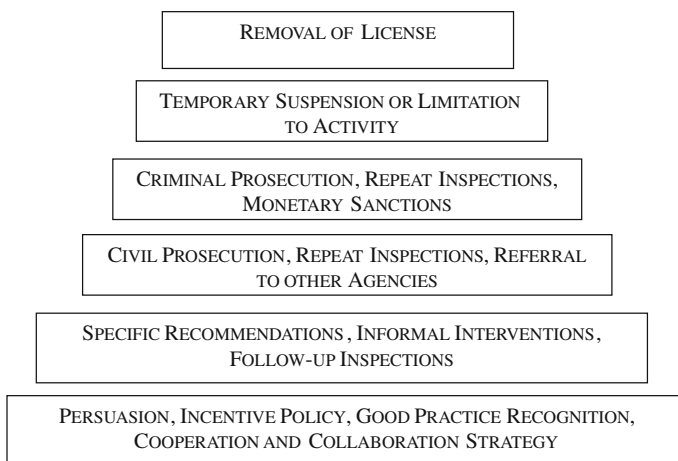 REMOVAL OF LICENSE
TEMPORARY SUSPENSION OR LIMITATION
TO ACTIVITY
CRIMINAL PROSECUTION, REPEAT INSPECTIONS,
MONETARY SANCTIONS
CIVIL PROSECUTION, REPEAT INSPECTIONS, REFERRAL
TO OTHER AGENCIES
SPECIFIC RECOMMENDATIONS, INFORMAL INTERVENTIONS,
FOLLOW-UP INSPECTIONS
PERSUASION, INCENTIVE POLICY, GOOD PRACTICE RECOGNITION,
COOPERATION AND COLLABORATION STRATEGY